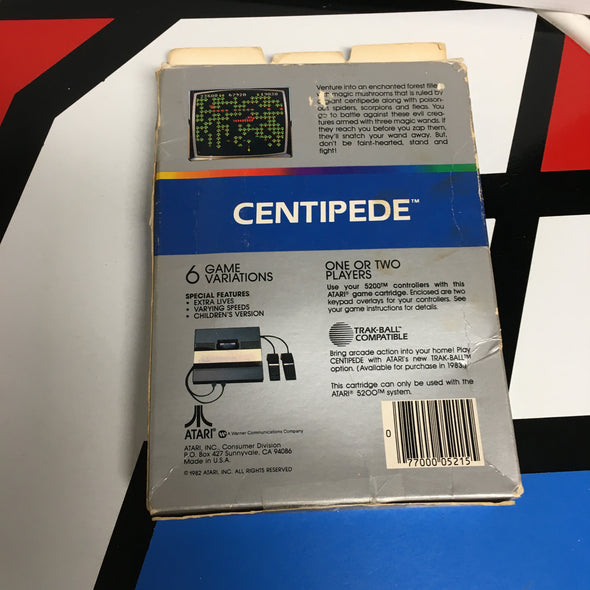 Venture into an enchanted forest
magic mushrooms that is ruled by
giant centipede along with poison-
spiders, scorpions and fleas. You
go to battle against these evil crea-
tures armed with three magic wands. If
they reach you before you zap them,
they'll snatch your wand away. But,
don't be faint-hearted, stand and
fight!
CENTIPEDE™
6 GAME
VARIATIONS
SPECIAL FEATURES
• EXTRA LIVES
• VARYING SPEEDS
• CHILDREN'S VERSION
ONE OR TWO
PLAYERS
Use your 5200™ controllers with this
ATARI® game cartridge. Enclosed are two
keypad overlays for your controllers. See
your game instructions for details.
TRAK-BALL™
COMPATIBLE
Bring arcade action into your home! Play
CENTIPEDE with ATARI's new TRAK-BALL™
option. (Available for purchase in 1983.)
This cartridge can only be used with the
ATARI® 5200™ system.
ATARI®
A Warner Communications Company
ATARI, INC., Consumer Division
P.O. Box 427 Sunnyvale, CA 94086
Made in U.S.A.
© 1982 ATARI, INC. ALL RIGHTS RESERVED
0 77000 05215